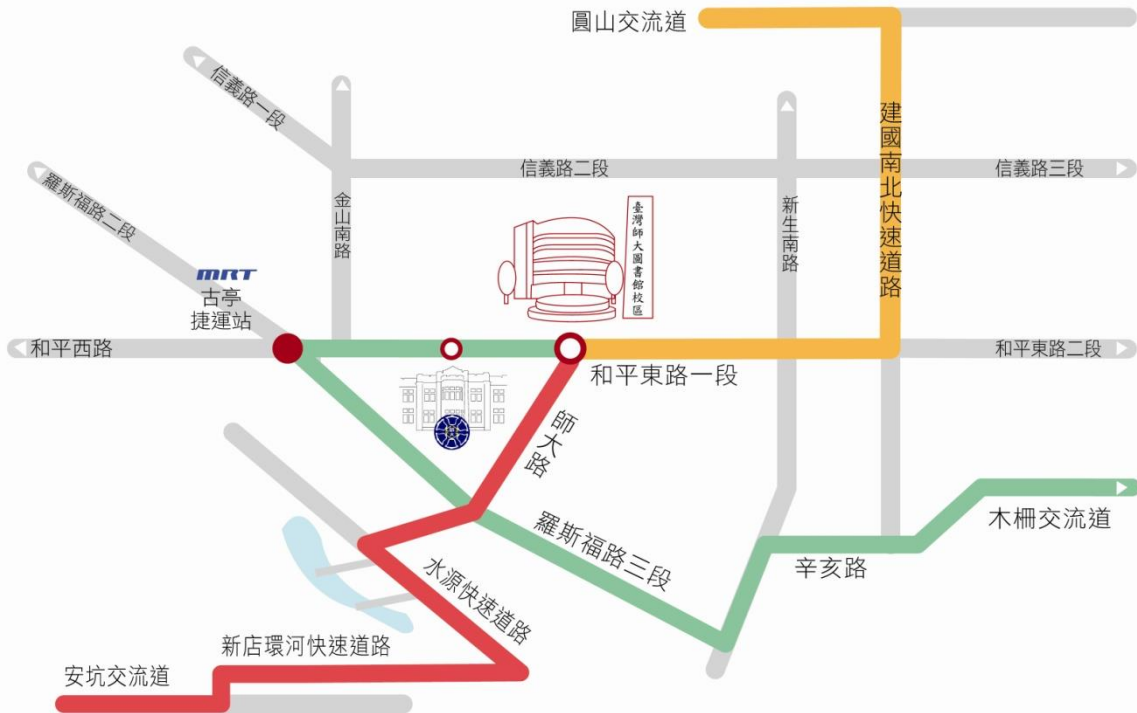 圓山交流道
信義路一段
信義路二段
信義路三段
建國南北快速道路
羅斯福路二段
金山南路
新生南路
臺灣師大圖書館校區
MRT
古亭
捷運站
和平西路
和平東路一段
和平東路二段
師大路
羅斯福路三段
木柵交流道
辛亥路
水源快速道路
新店環河快速道路
安坑交流道